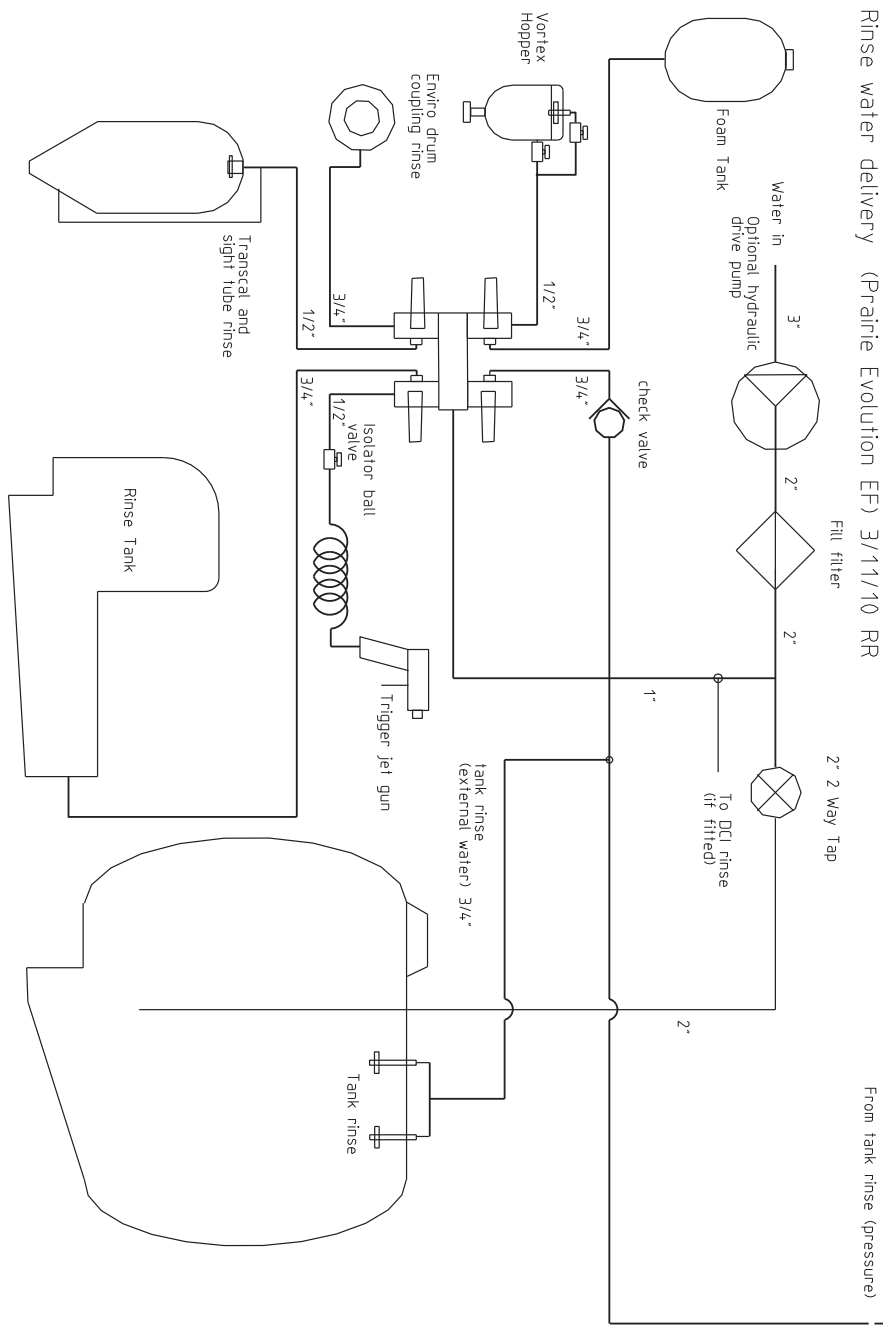 Rinse water delivery (Prairie Evolution EF) 3/11/10 RR
From tank rinse (pressure)
Fill filter
2" 2 Way Tap
Water in
3"
2"
2"
Optional hydraulic
drive pump
Foam Tank
To DCI rinse
(if fitted)
2"
1"
check valve
3/4"
3/4"
Vortex
Hopper
1/2"
tank rinse
(external water) 3/4"
Enviro drum
coupling rinse
Trigger jet gun
Isolator ball
valve
3/4"
1/2"
Tank rinse
1/2"
3/4"
Transcal and
sight tube rinse
Rinse Tank